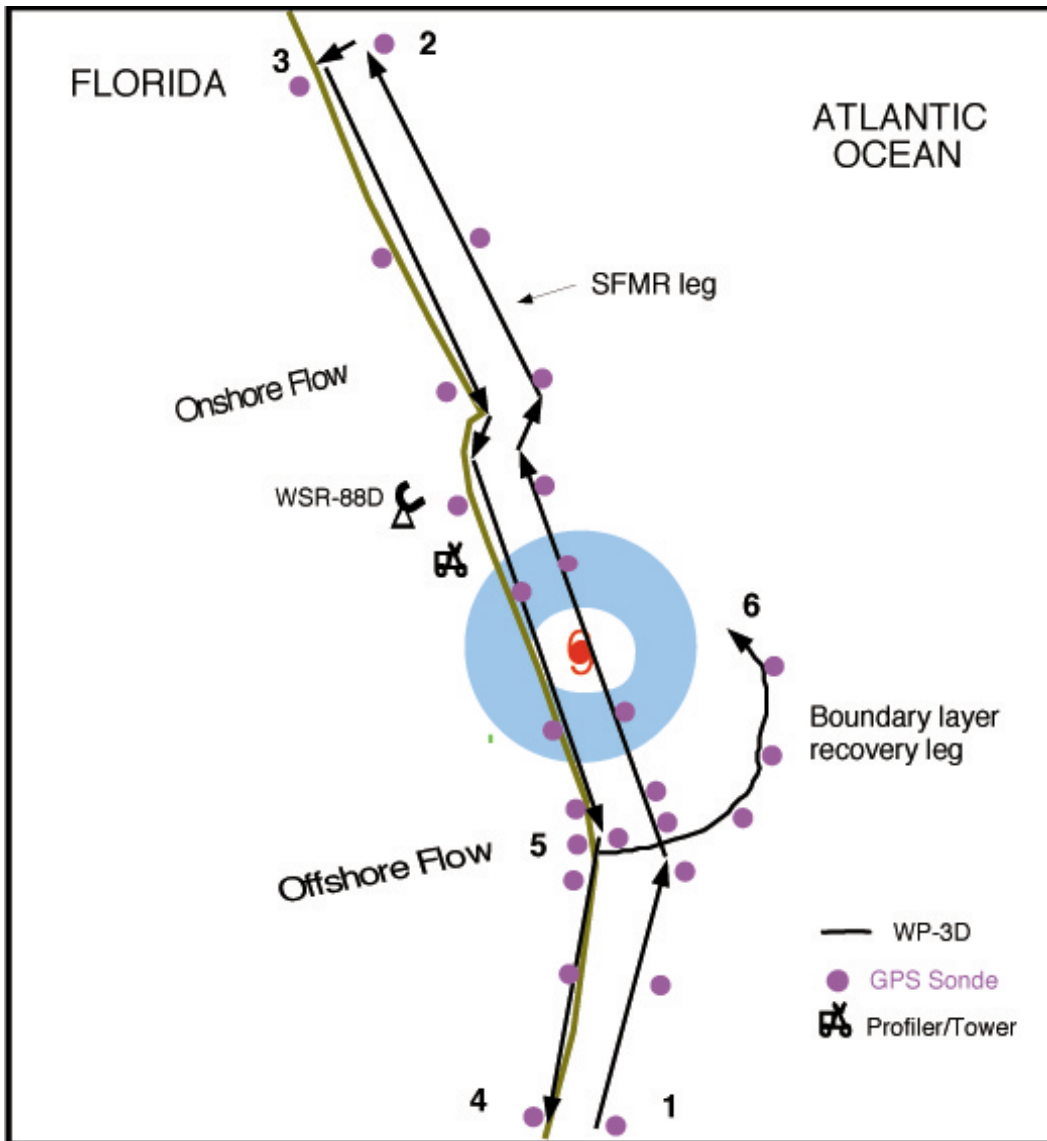 3
2
FLORIDA
ATLANTIC
OCEAN
SFMR leg
Onshore Flow
WSR-88D
6
Boundary layer
recovery leg
5
Offshore Flow
WP-3D
GPS Sonde
Profiler/Tower
4
1